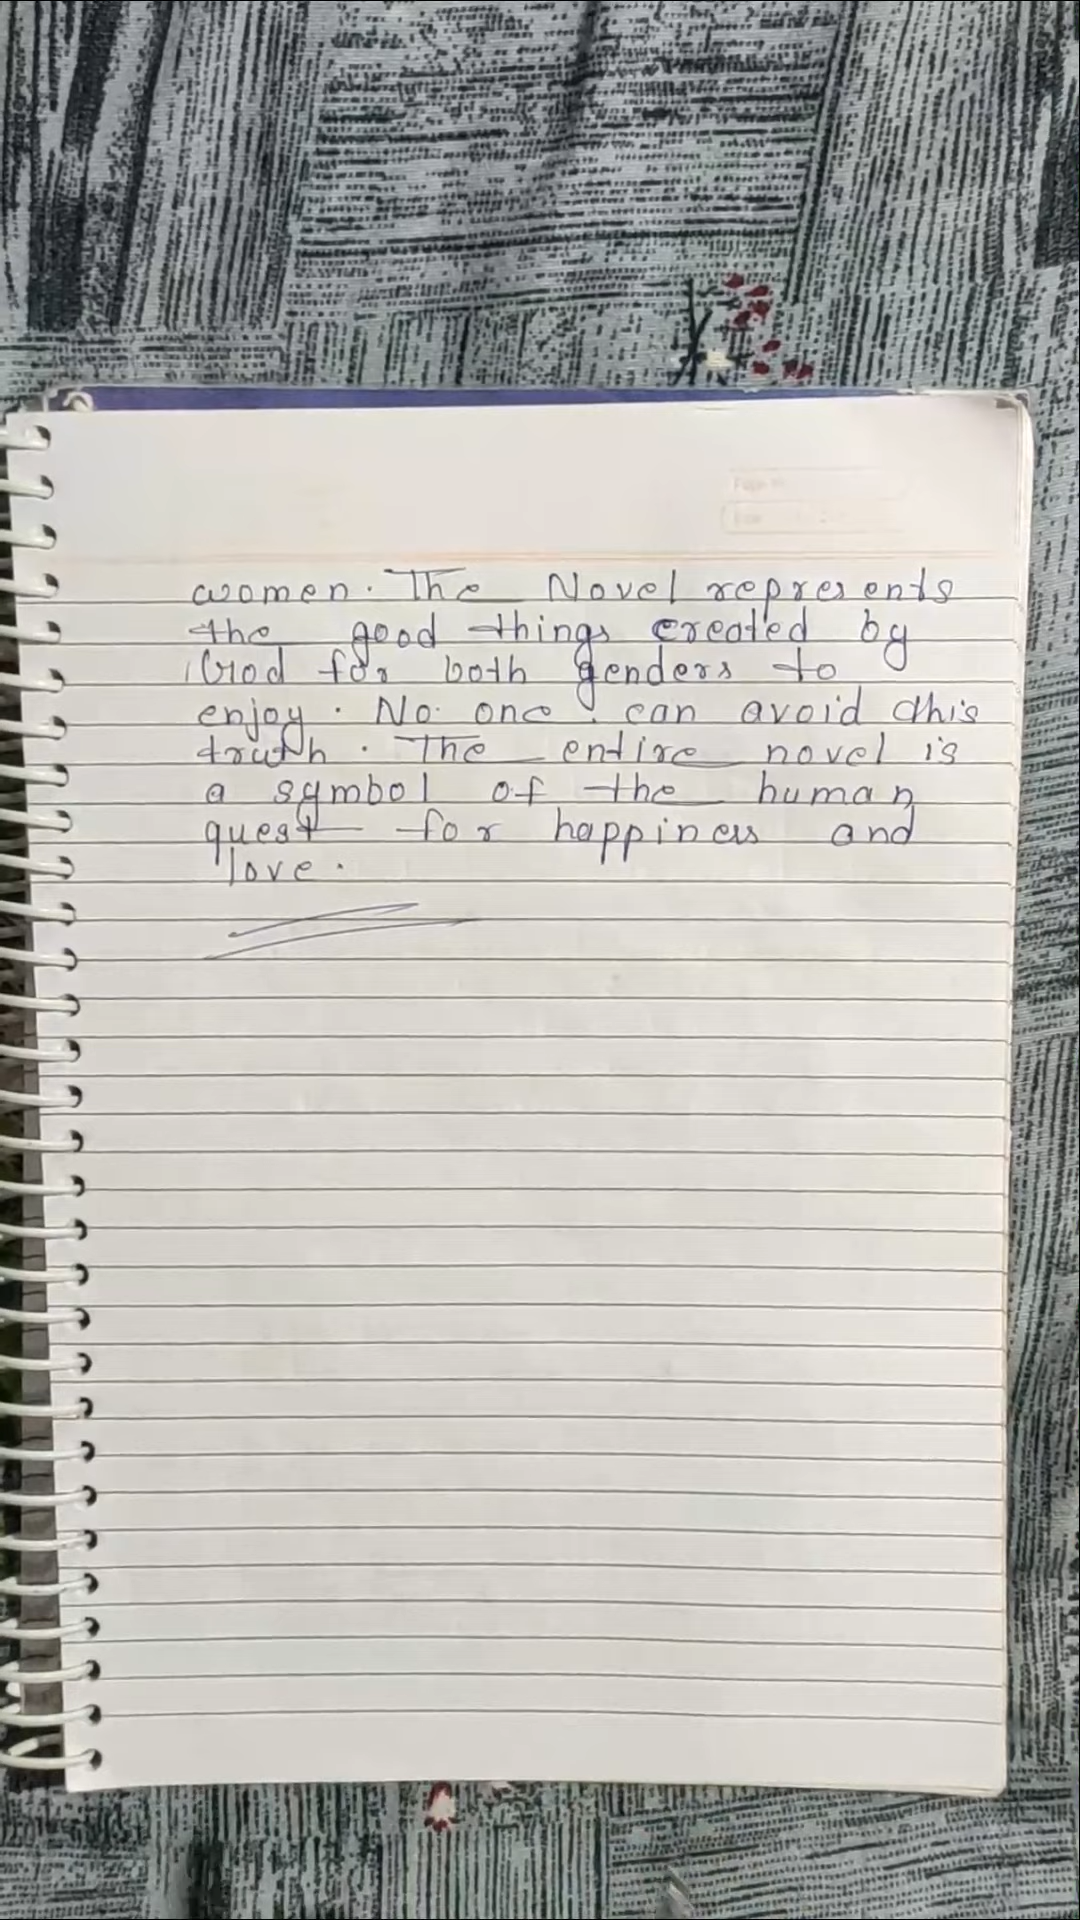 women. The Novel represents
the good things created by
God for both genders to
enjoy. No one can avoid this
truth. The entire novel is
a symbol of the human
quest for happiness and
love.